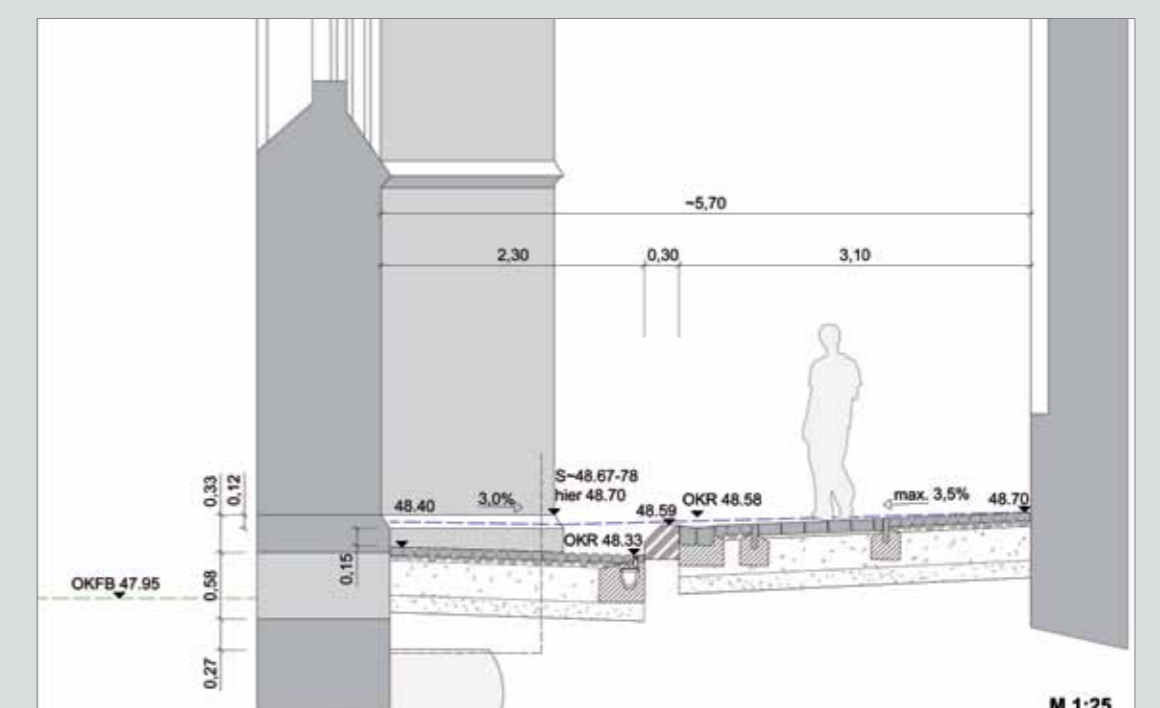 ~5,70
2,30
0,30
3,10
0,33
0,12
S~48.67-78
hier 48.70
48.40
3,0%
48.59
OKR 48.58
max. 3,5%
48.70
OKR 48.33
0,15
OKFB 47.95
0,58
0,27
M 1:25